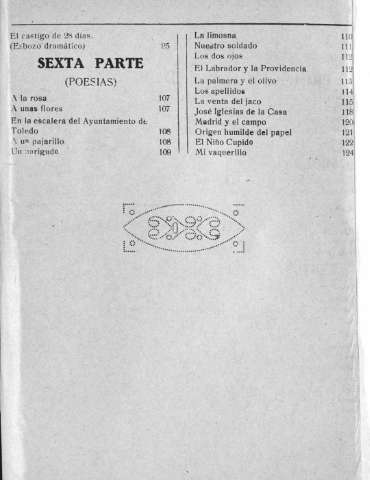 El castigo de 28 dias.
(Esbozo dramático) 95
SEXTA PARTE
(POESIAS)
A la rosa 107
A unas flores 107
En la escalera del Ayuntamiento de
Toledo 108
A un pajarillo 108
Un narigudo 109
La limosna 110
Nuestro soldado 111
Los dos ojos 112
El Labrador y la Providencia 112
La palmera y el olivo 113
Los apellidos 114
La venta del jaco 115
José Iglesias de la Casa 118
Madrid y el campo 120
Origen humilde del papel 121
El Niño Cupido 122
Mi vaquerillo 124